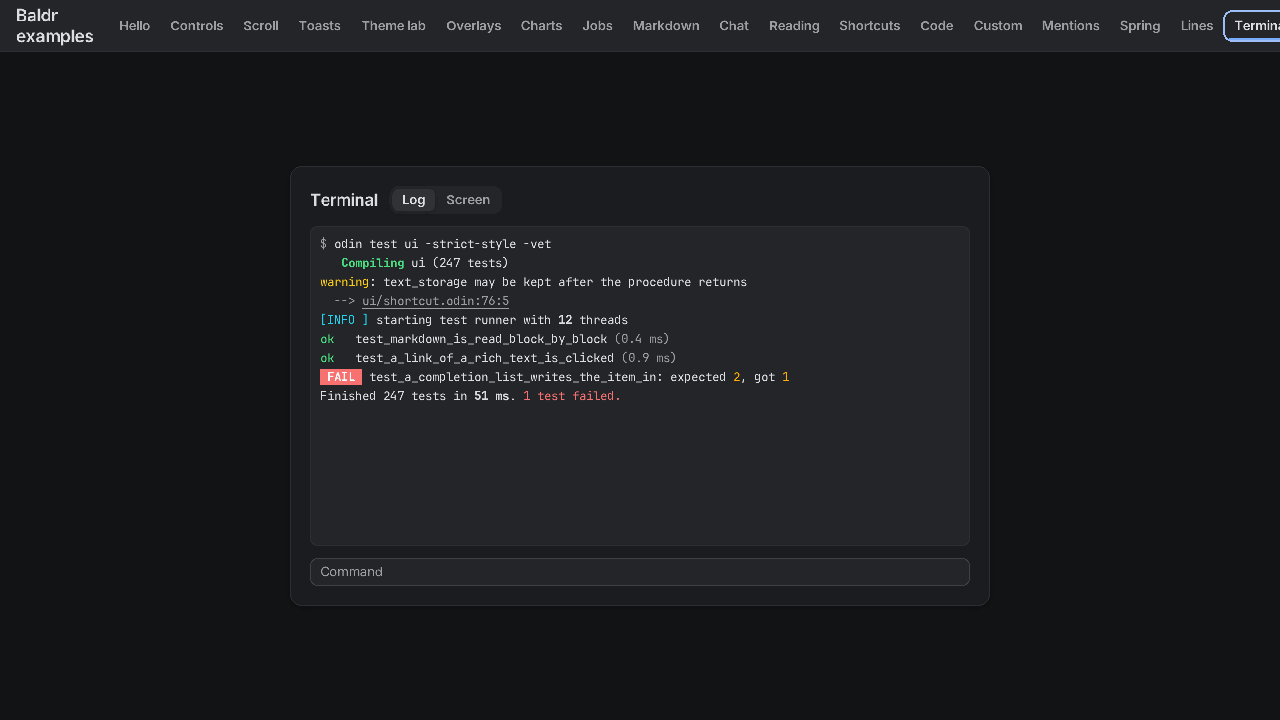 Baldr examples
Hello Controls Scroll Toasts Theme lab Overlays Charts Jobs Markdown Chat Reading Shortcuts Code Custom Mentions Spring Lines Termina
Terminal Log Screen
$ odin test ui -strict-style -vet
   Compiling ui (247 tests)
warning: text_storage may be kept after the procedure returns
  --> ui/shortcut.odin:76:5
[INFO ] starting test runner with 12 threads
ok   test_markdown_is_read_block_by_block (0.4 ms)
ok   test_a_link_of_a_rich_text_is_clicked (0.9 ms)
 FAIL  test_a_completion_list_writes_the_item_in: expected 2, got 1
Finished 247 tests in 51 ms. 1 test failed.
Command